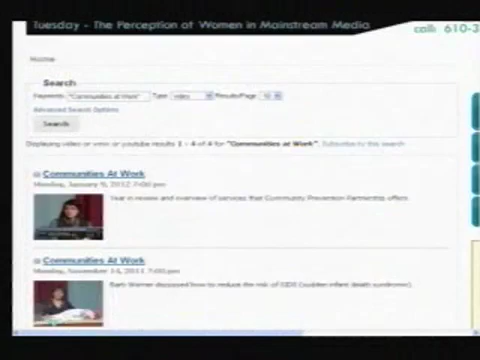 Tuesday - The Perception of Women in Mainstream Media
call: 610-3
Home
Search
Keywords "Communities at Work" Type video Results/Page 10
Advanced Search Options
Search
Displaying video or vimeo or youtube results 1 - 4 of 4 for "Communities at Work". Subscribe to this search
Communities At Work
Monday, January 9, 2012 7:00 pm
Year in review and overview of services that Community Prevention Partnership offers.
Communities At Work
Monday, November 14, 2011 7:00 pm
Barb Werner discussed how to reduce the risk of SIDS (sudden infant death syndrome).